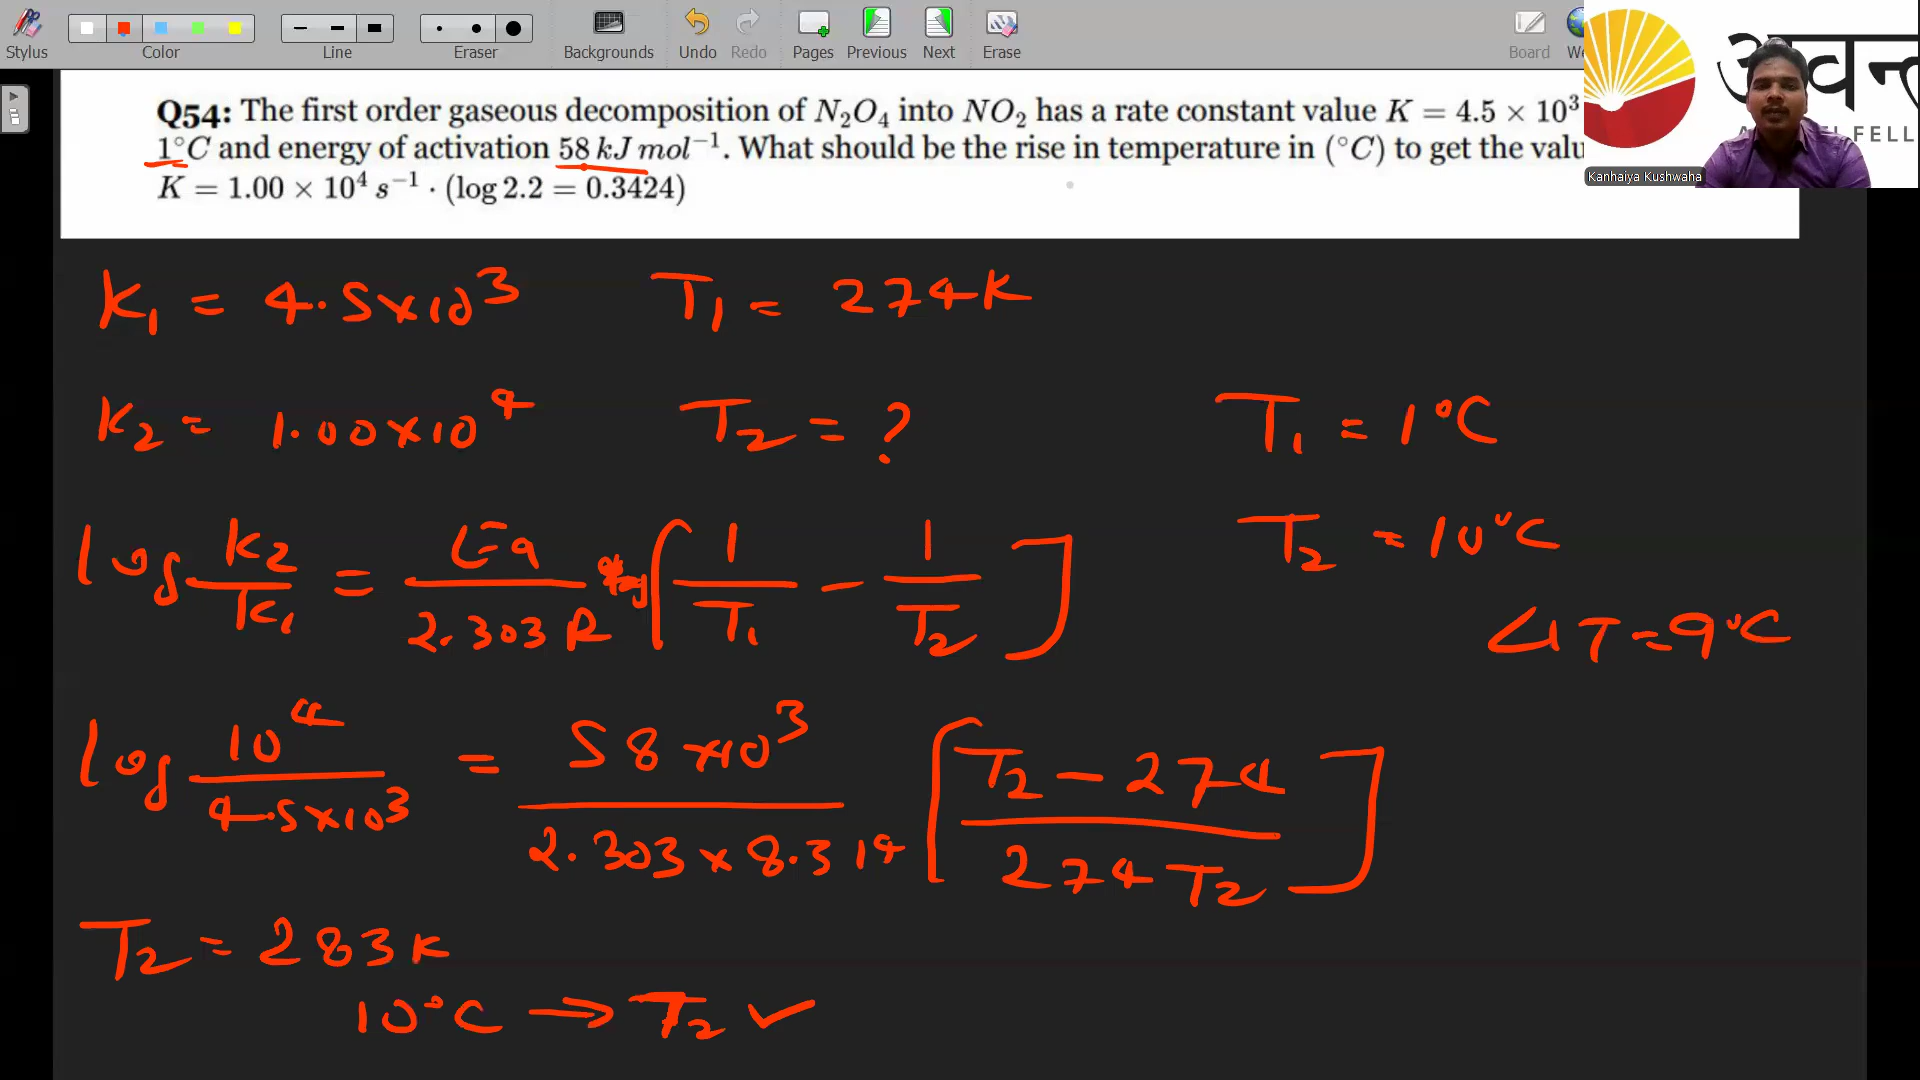 Stylus Color Line Eraser Backgrounds Undo Redo Pages Previous Next Erase Board
Q54: The first order gaseous decomposition of N₂O₄ into NO₂ has a rate constant value K = 4.5 × 10³
1°C and energy of activation 58 kJ mol⁻¹. What should be the rise in temperature in (°C) to get the valu
K = 1.00 × 10⁴ s⁻¹ · (log 2.2 = 0.3424)
FELL
Kanhaiya Kushwaha
K₁ = 4.5×10³ T₁ = 274K
K₂ = 1.00×10⁴ T₂ = ?
T₁ = 1°C
log K₂/K₁ = Ea/2.303R [1/T₁ − 1/T₂]
T₂ = 10°C
ΔT = 9°C
log 10⁴/4.5×10³ = 58×10³/2.303×8.314 [T₂−274/274T₂]
T₂ = 283K
10°C → T₂ ✓